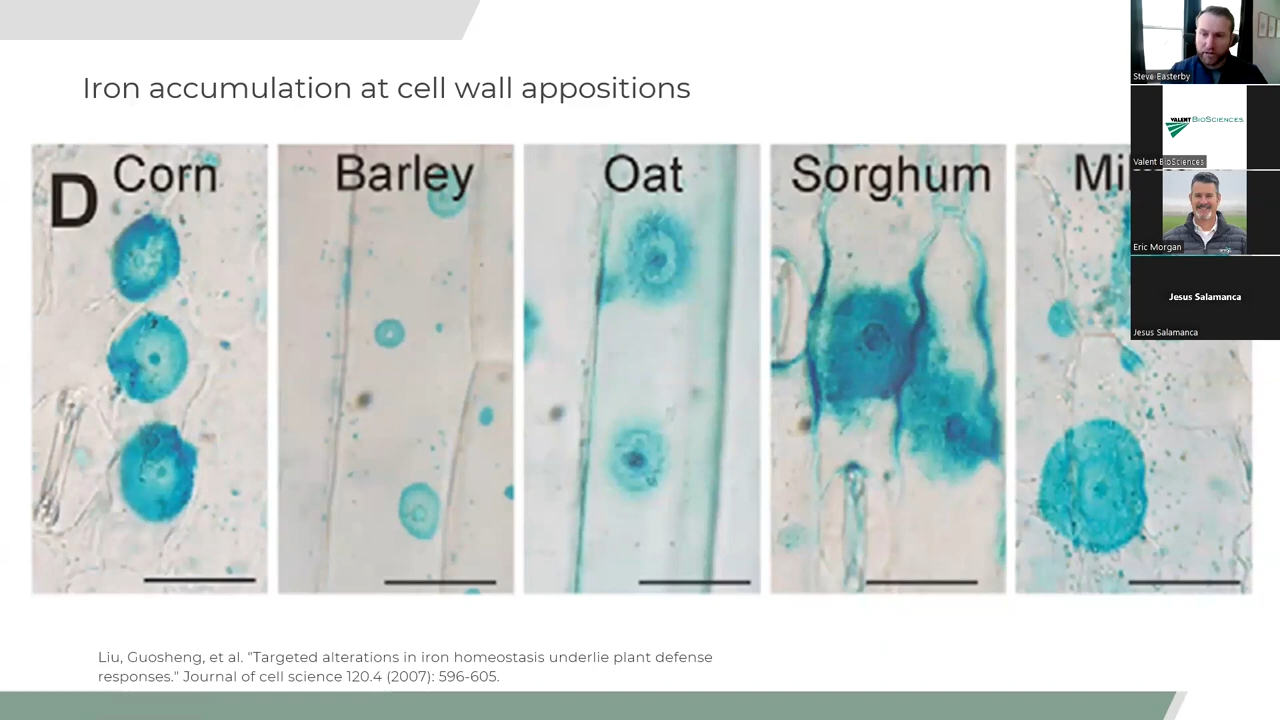 Iron accumulation at cell wall appositions
D
Corn
Barley
Oat
Sorghum
Mil
Liu, Guosheng, et al. "Targeted alterations in iron homeostasis underlie plant defense
responses." Journal of cell science 120.4 (2007): 596-605.
Steve Easterby
VALENT BIOSCIENCES
Valent BioSciences
Eric Morgan
Jesus Salamanca
Jesus Salamanca